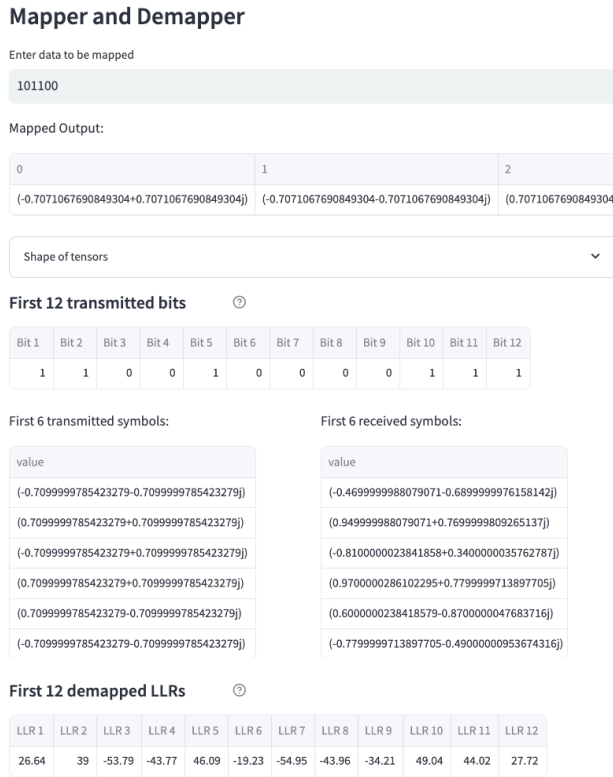 Mapper and Demapper
Enter data to be mapped
101100
Mapped Output:
0 1 2
(-0.7071067690849304+0.7071067690849304j) (-0.7071067690849304-0.7071067690849304j) (0.7071067690849304
Shape of tensors
First 12 transmitted bits
Bit 1 Bit 2 Bit 3 Bit 4 Bit 5 Bit 6 Bit 7 Bit 8 Bit 9 Bit 10 Bit 11 Bit 12
1 1 0 0 1 0 0 0 0 1 1 1
First 6 transmitted symbols: First 6 received symbols:
value value
(-0.7099999785423279-0.7099999785423279j) (-0.4699999988079071-0.6899999976158142j)
(0.7099999785423279+0.7099999785423279j) (0.949999988079071+0.7699999809265137j)
(-0.7099999785423279+0.7099999785423279j) (-0.8100000023841858+0.3400000035762787j)
(0.7099999785423279+0.7099999785423279j) (0.9700000286102295+0.7799999713897705j)
(0.7099999785423279-0.7099999785423279j) (0.6000000238418579-0.8700000047683716j)
(-0.7099999785423279-0.7099999785423279j) (-0.7799999713897705-0.49000000953674316j)
First 12 demapped LLRs
LLR 1 LLR 2 LLR 3 LLR 4 LLR 5 LLR 6 LLR 7 LLR 8 LLR 9 LLR 10 LLR 11 LLR 12
26.64 39 -53.79 -43.77 46.09 -19.23 -54.95 -43.96 -34.21 49.04 44.02 27.72